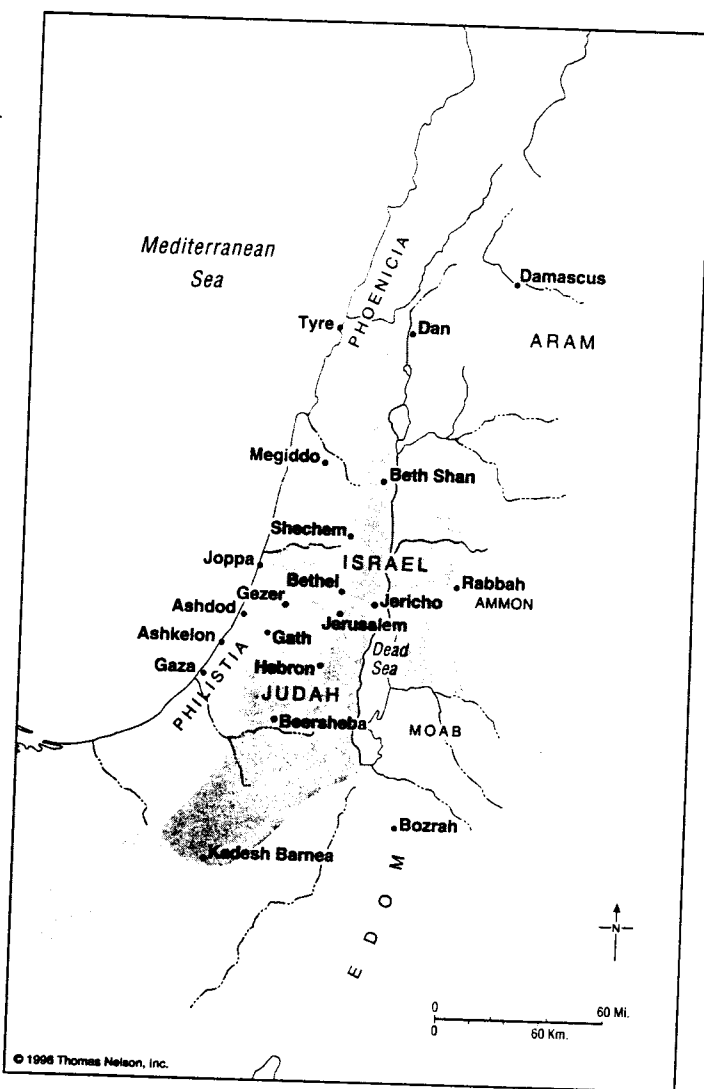 Mediterranean
Sea
PHOENICIA
Damascus
Tyre
Dan
ARAM
Megiddo
Beth Shan
Shechem
Joppa
ISRAEL
Bethel
Rabbah
Gezer
Jericho
AMMON
Ashdod
Jerusalem
Ashkelon
Gath
Dead
Sea
Gaza
Hebron
PHILISTIA
JUDAH
Beersheba
MOAB
Bozrah
Kadesh Barnea
EDOM
N
0 60 Mi.
0 60 Km.
© 1996 Thomas Nelson, Inc.